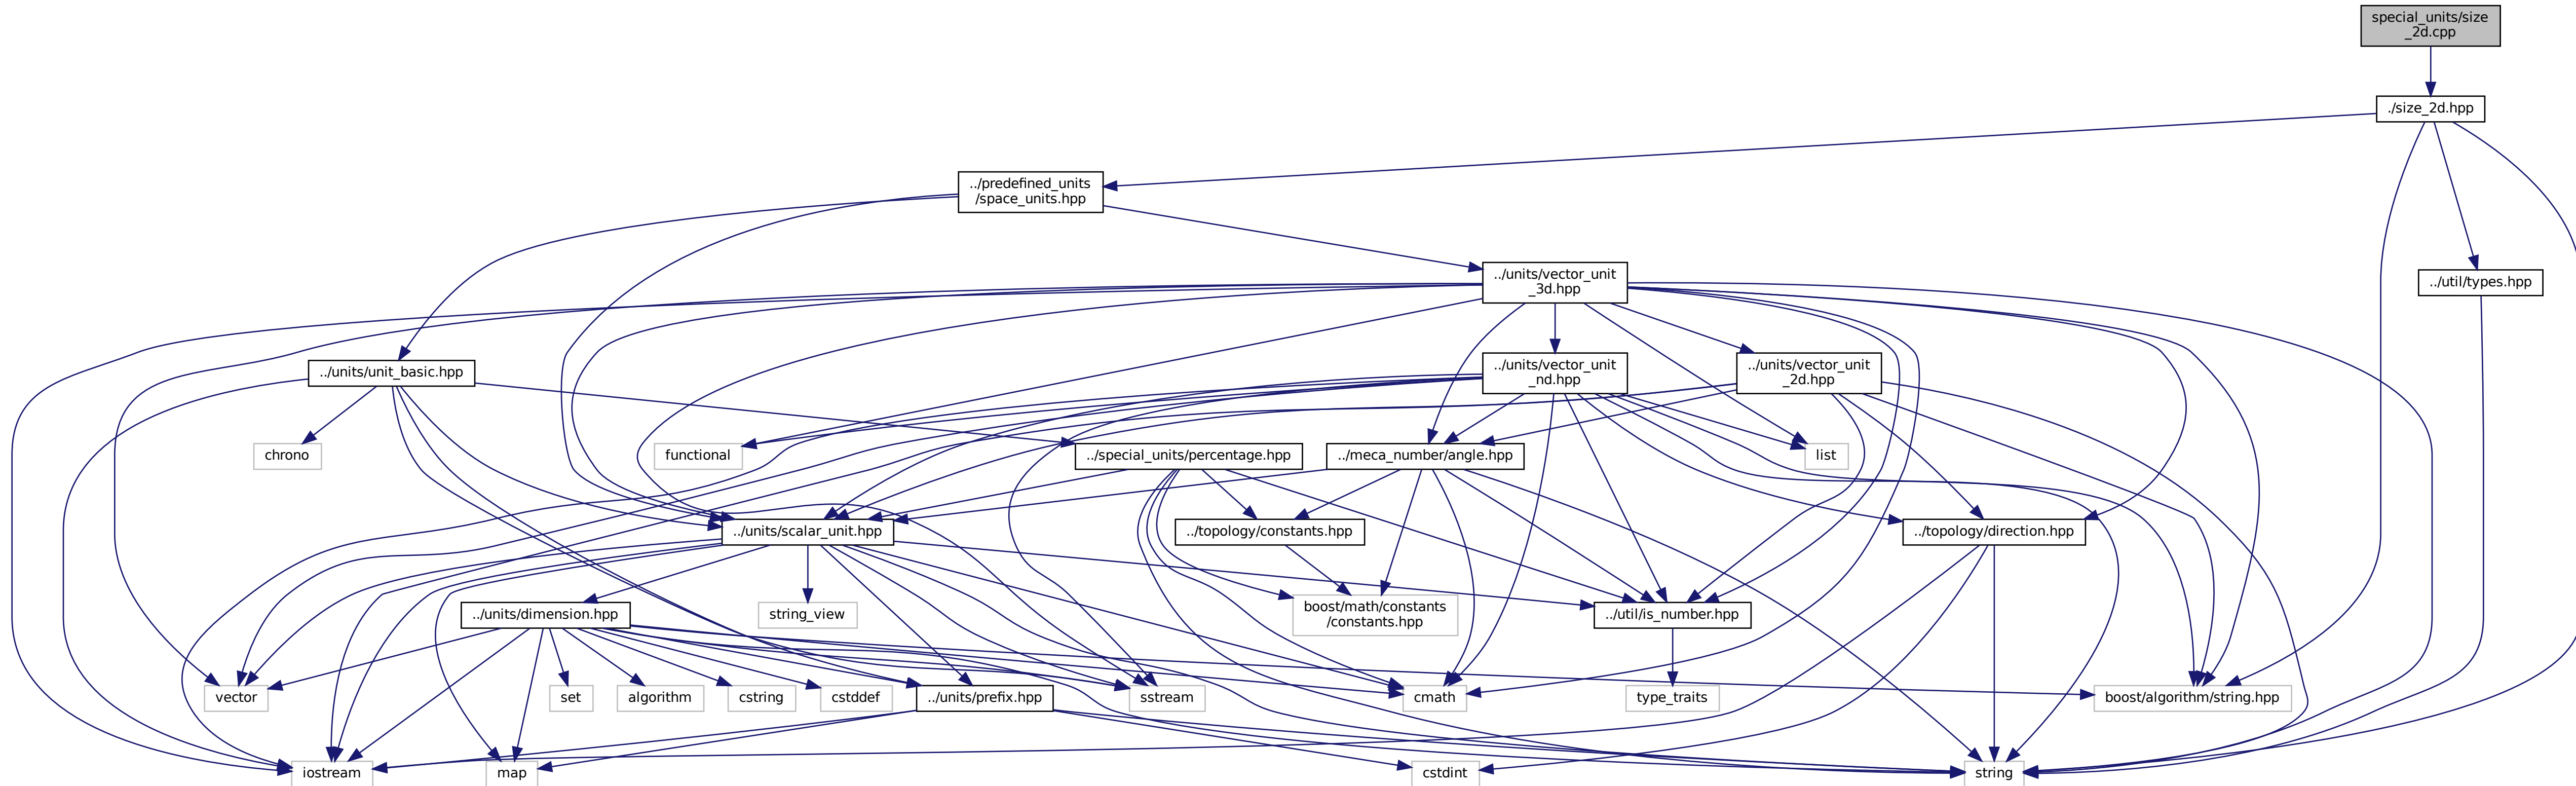 special_units/size
_2d.cpp
./size_2d.hpp
../predefined_units
/space_units.hpp
../units/vector_unit
_3d.hpp
../util/types.hpp
../units/unit_basic.hpp
../units/vector_unit
_nd.hpp
../units/vector_unit
_2d.hpp
chrono
functional
../special_units/percentage.hpp
../meca_number/angle.hpp
list
../units/scalar_unit.hpp
../topology/constants.hpp
../topology/direction.hpp
../units/dimension.hpp
string_view
boost/math/constants
/constants.hpp
../util/is_number.hpp
vector
set
algorithm
cstring
cstddef
../units/prefix.hpp
sstream
cmath
type_traits
boost/algorithm/string.hpp
iostream
map
cstdint
string